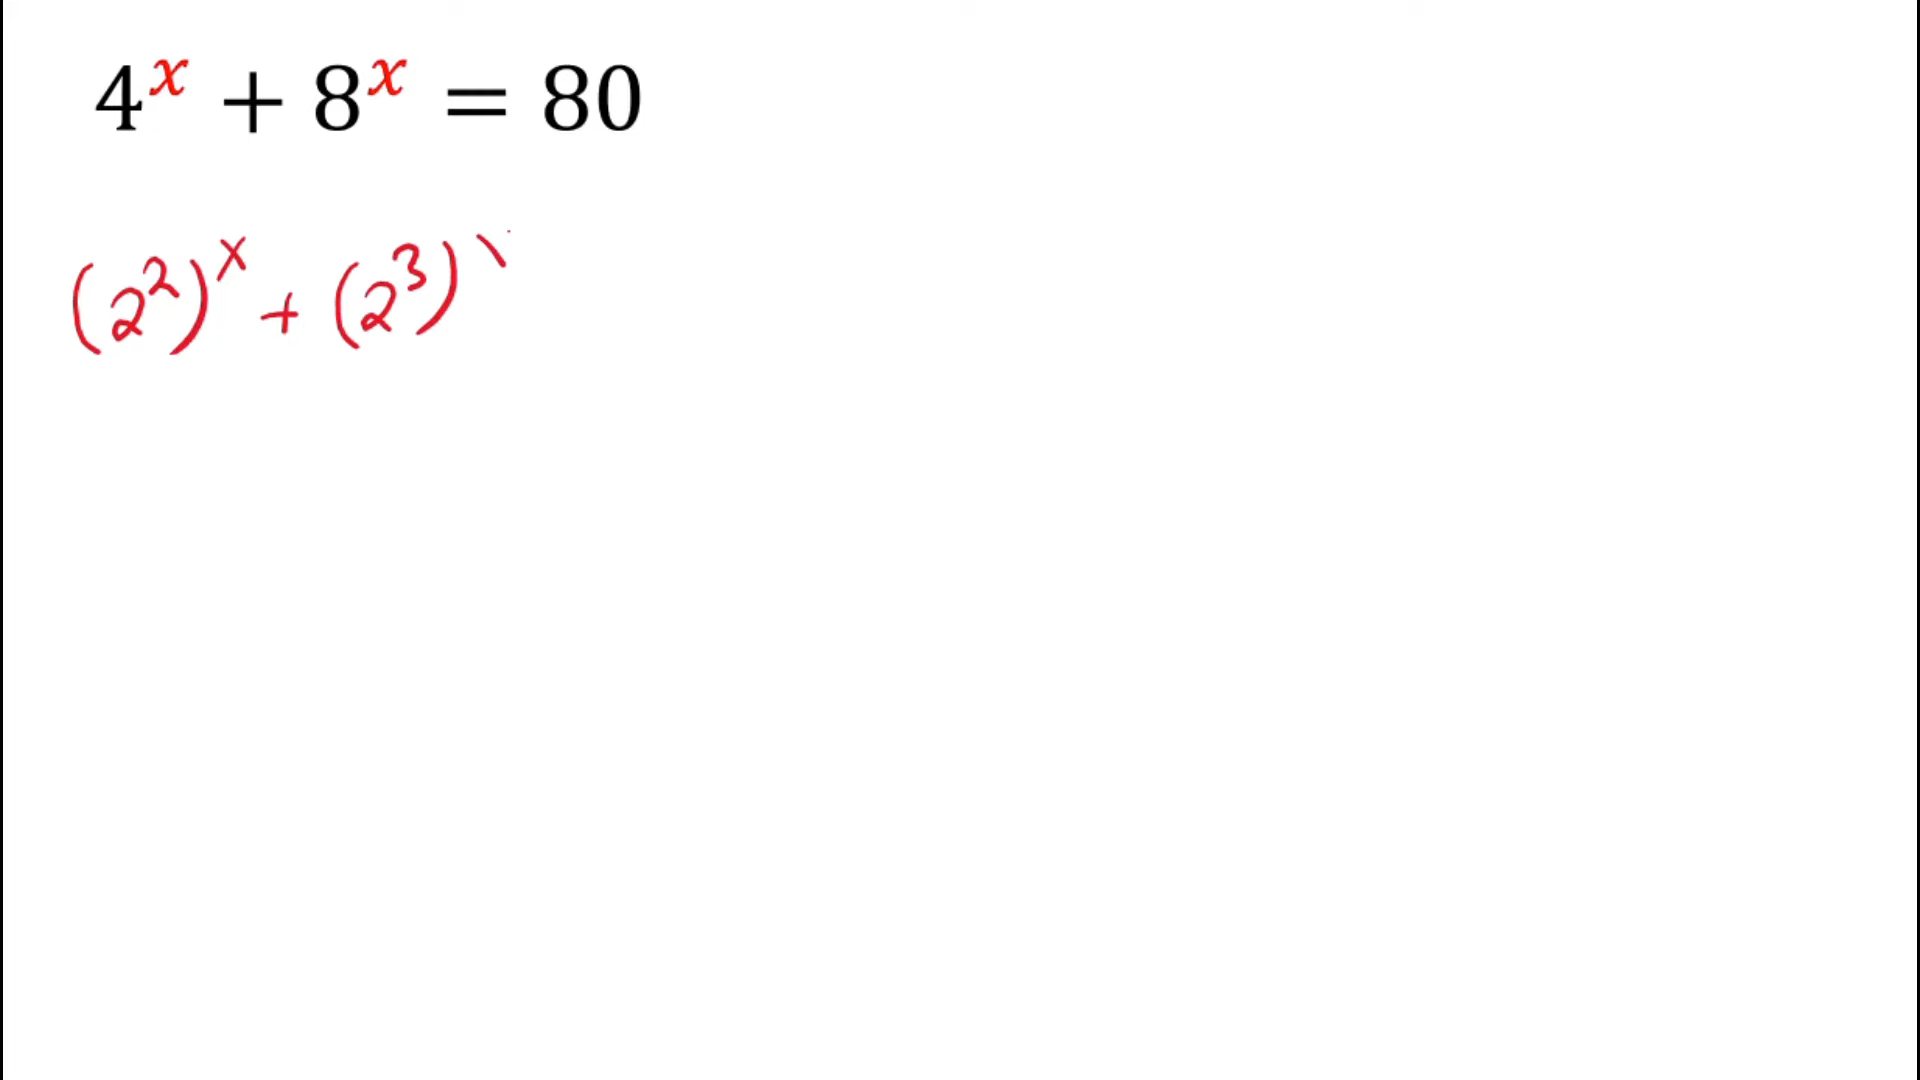 4^x + 8^x = 80
(2^2)^x + (2^3)^\